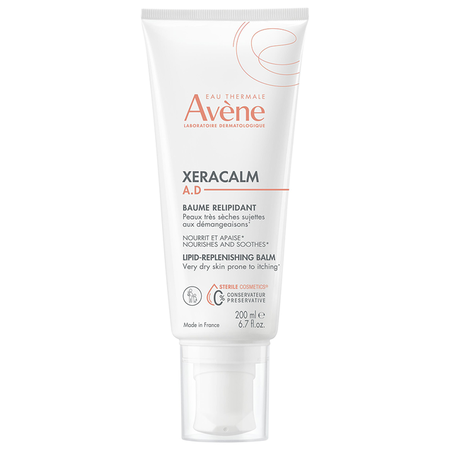 EAU THERMALE
Avène
LABORATOIRE DERMATOLOGIQUE
XERACALM
A.D
BAUME RELIPIDANT
Peaux très sèches sujettes
aux démangeaisons¹
NOURRIT ET APAISE*
NOURISHES AND SOOTHES*
LIPID-REPLENISHING BALM
Very dry skin prone to itching¹
STERILE COSMETICS®
0% CONSERVATEUR
PRESERVATIVE
200 ml e
Made in France
6.7 fl.oz.